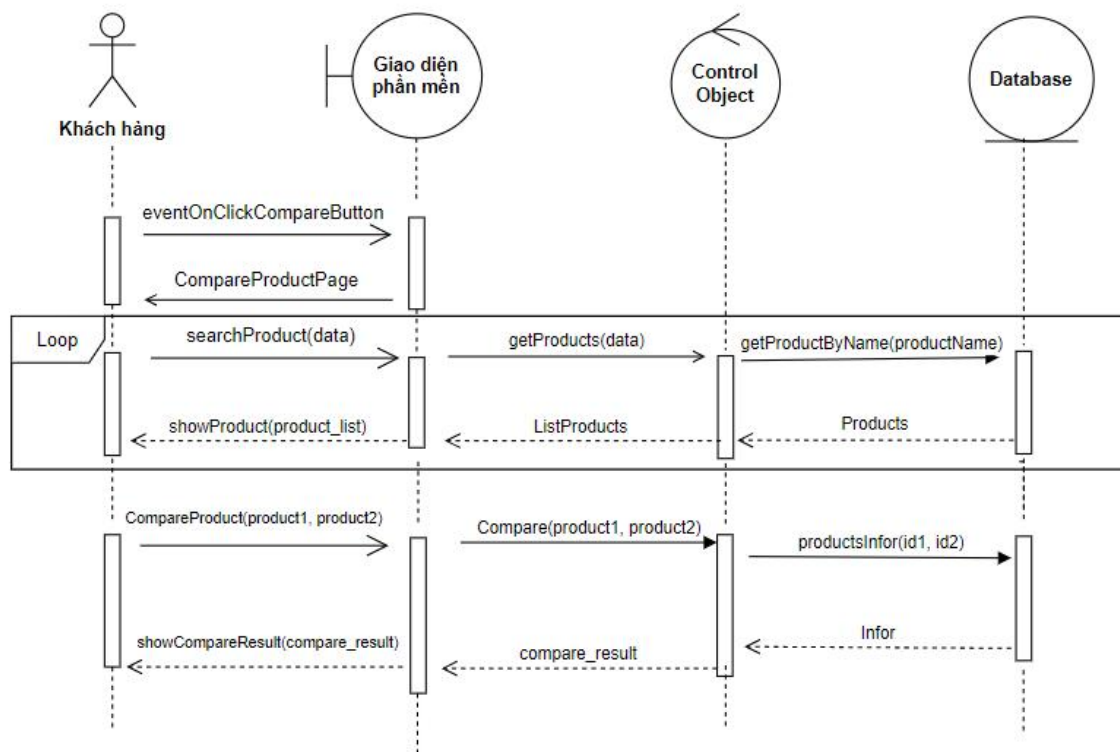 Giao diện
phần mền
Control
Object
Database
Khách hàng
eventOnClickCompareButton
CompareProductPage
Loop
searchProduct(data)
getProducts(data)
getProductByName(productName)
showProduct(product_list)
ListProducts
Products
CompareProduct(product1, product2)
Compare(product1, product2)
productsInfor(id1, id2)
showCompareResult(compare_result)
compare_result
Infor